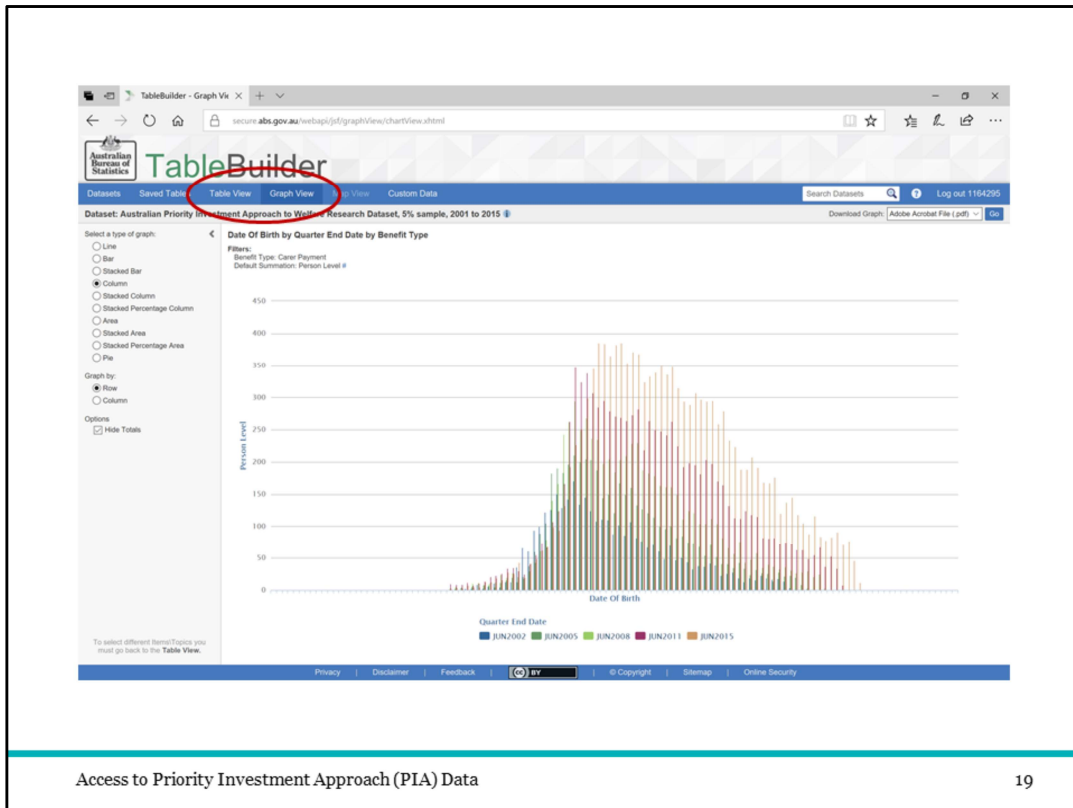 TableBuilder - Graph Vie
secure.abs.gov.au/webapi/jsf/graphView/chartView.xhtml
Australian
Bureau of
Statistics
TableBuilder
Datasets Saved Tables Table View Graph View Map View Custom Data Search Datasets ? Log out 1164295
Dataset: Australian Priority Investment Approach to Welfare Research Dataset, 5% sample, 2001 to 2015 i Download Graph: Adobe Acrobat File (.pdf) Go
Select a type of graph:
Line
Bar
Stacked Bar
Column
Stacked Column
Stacked Percentage Column
Area
Stacked Area
Stacked Percentage Area
Pie
Graph by:
Row
Column
Options
Hide Totals
To select different Items\Topics you
must go back to the Table View.
Date Of Birth by Quarter End Date by Benefit Type
Filters:
Benefit Type: Carer Payment
Default Summation: Person Level #
450
400
350
300
250
200
150
100
50
0
Person Level
Date Of Birth
Quarter End Date
JUN2002 JUN2005 JUN2008 JUN2011 JUN2015
Privacy | Disclaimer | Feedback | (cc) BY | © Copyright | Sitemap | Online Security
Access to Priority Investment Approach (PIA) Data 19